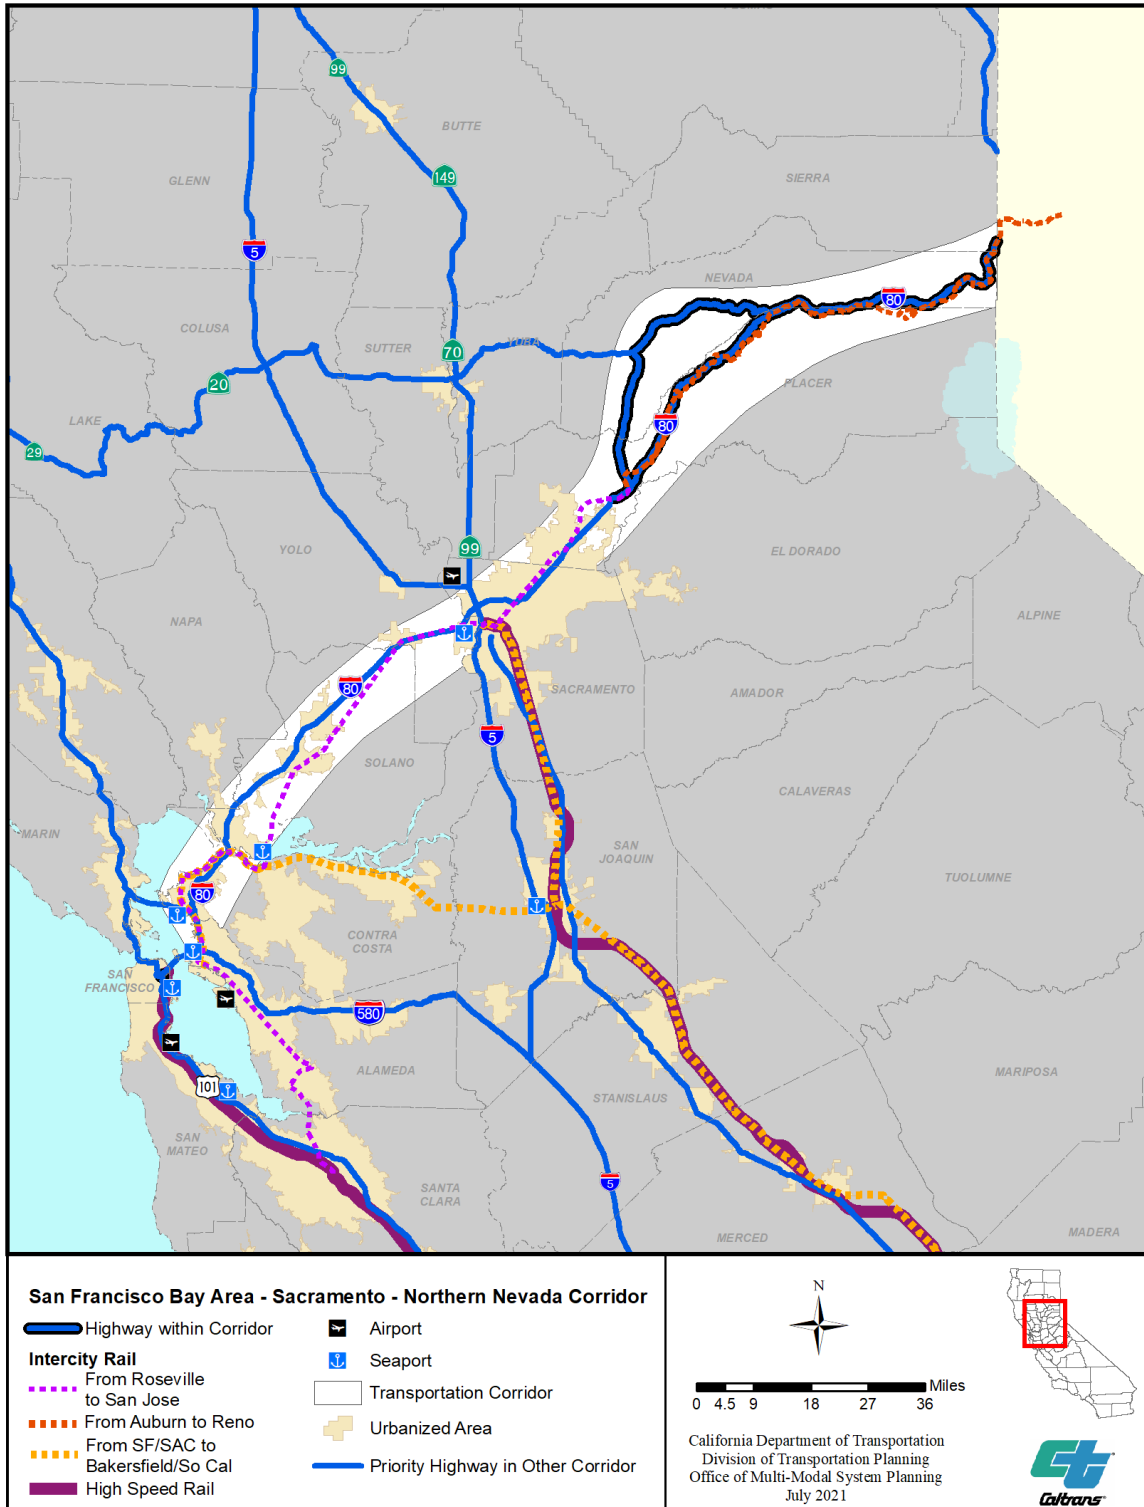 PLUMAS
99
BUTTE
149
GLENN
SIERRA
5
NEVADA
80
COLUSA
SUTTER
70
YUBA
20
PLACER
LAKE
80
29
99
YOLO
EL DORADO
NAPA
ALPINE
80
SACRAMENTO
AMADOR
5
SOLANO
CALAVERAS
MARIN
SAN
JOAQUIN
TUOLUMNE
80
CONTRA
COSTA
SAN
FRANCISCO
580
ALAMEDA
MARIPOSA
101
STANISLAUS
SAN
MATEO
5
SANTA
CLARA
MADERA
MERCED
San Francisco Bay Area - Sacramento - Northern Nevada Corridor
Highway within Corridor
Intercity Rail
From Roseville
to San Jose
From Auburn to Reno
From SF/SAC to
Bakersfield/So Cal
High Speed Rail
Airport
Seaport
Transportation Corridor
Urbanized Area
Priority Highway in Other Corridor
N
Miles
0 4.5 9 18 27 36
California Department of Transportation
Division of Transportation Planning
Office of Multi-Modal System Planning
July 2021
Caltrans